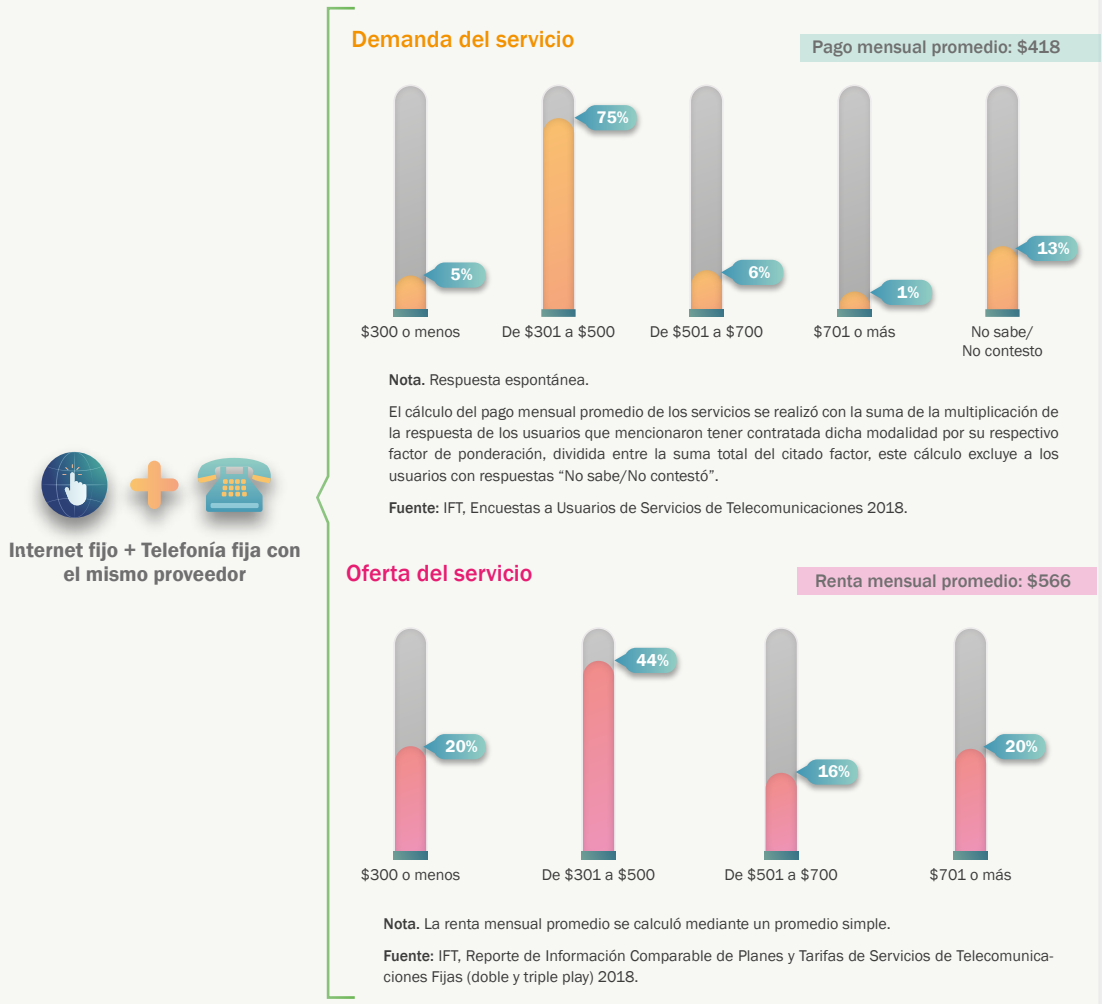 Demanda del servicio
Pago mensual promedio: $418
75%
5%
6%
1%
13%
$300 o menos
De $301 a $500
De $501 a $700
$701 o más
No sabe/
No contesto
Nota. Respuesta espontánea.
El cálculo del pago mensual promedio de los servicios se realizó con la suma de la multiplicación de
la respuesta de los usuarios que mencionaron tener contratada dicha modalidad por su respectivo
factor de ponderación, dividida entre la suma total del citado factor, este cálculo excluye a los
usuarios con respuestas “No sabe/No contestó”.
Fuente: IFT, Encuestas a Usuarios de Servicios de Telecomunicaciones 2018.
Internet fijo + Telefonía fija con
el mismo proveedor
Oferta del servicio
Renta mensual promedio: $566
44%
20%
16%
20%
$300 o menos
De $301 a $500
De $501 a $700
$701 o más
Nota. La renta mensual promedio se calculó mediante un promedio simple.
Fuente: IFT, Reporte de Información Comparable de Planes y Tarifas de Servicios de Telecomunica-
ciones Fijas (doble y triple play) 2018.